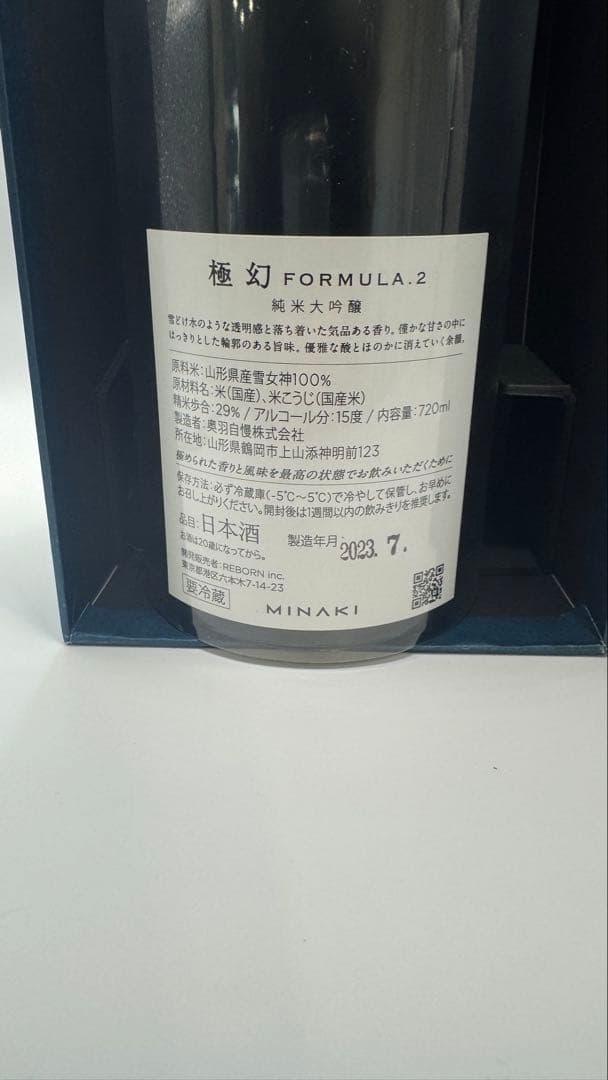 極幻 FORMULA.2
純米大吟醸
雪どけ水のような透明感と落ち着いた気品ある香り。僅かな甘さの中に
はっきりとした輪郭のある旨味。優雅な酸とほのかに消えていく余韻。
原料米:山形県産雪女神100%
原材料名:米(国産)、米こうじ(国産米)
精米歩合:29% / アルコール分:15度 / 内容量:720ml
製造者:奥羽自慢株式会社
所在地:山形県鶴岡市上山添神明前123
極められた香りと風味を最高の状態でお飲みいただくために
保存方法:必ず冷蔵庫(-5℃〜5℃)で冷やして保管し、お早めに
お召し上がりください。開封後は1週間以内の飲みきりを推奨します。
品目:日本酒 製造年月 2023. 7.
お酒は20歳になってから。
開発販売者:REBORN inc.
東京都港区六本木7-14-23
要冷蔵
MINAKI